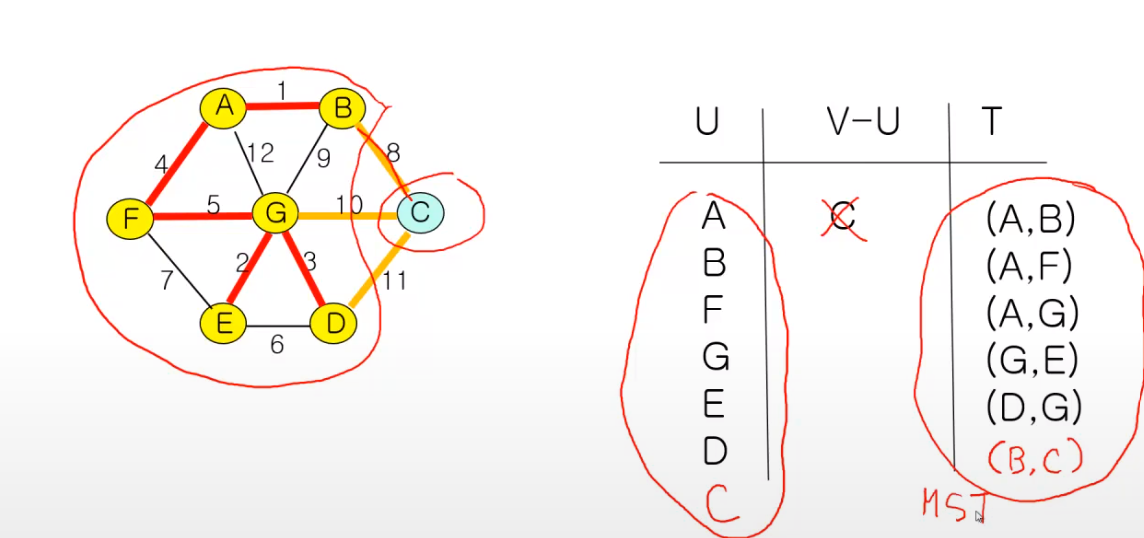 1
A
B
4
12
9
8
F
5
G
10
C
7
2
3
11
E
D
6
U V-U T
A C (A,B)
B (A,F)
F (A,G)
G (G,E)
E (D,G)
D (B,C)
C MST